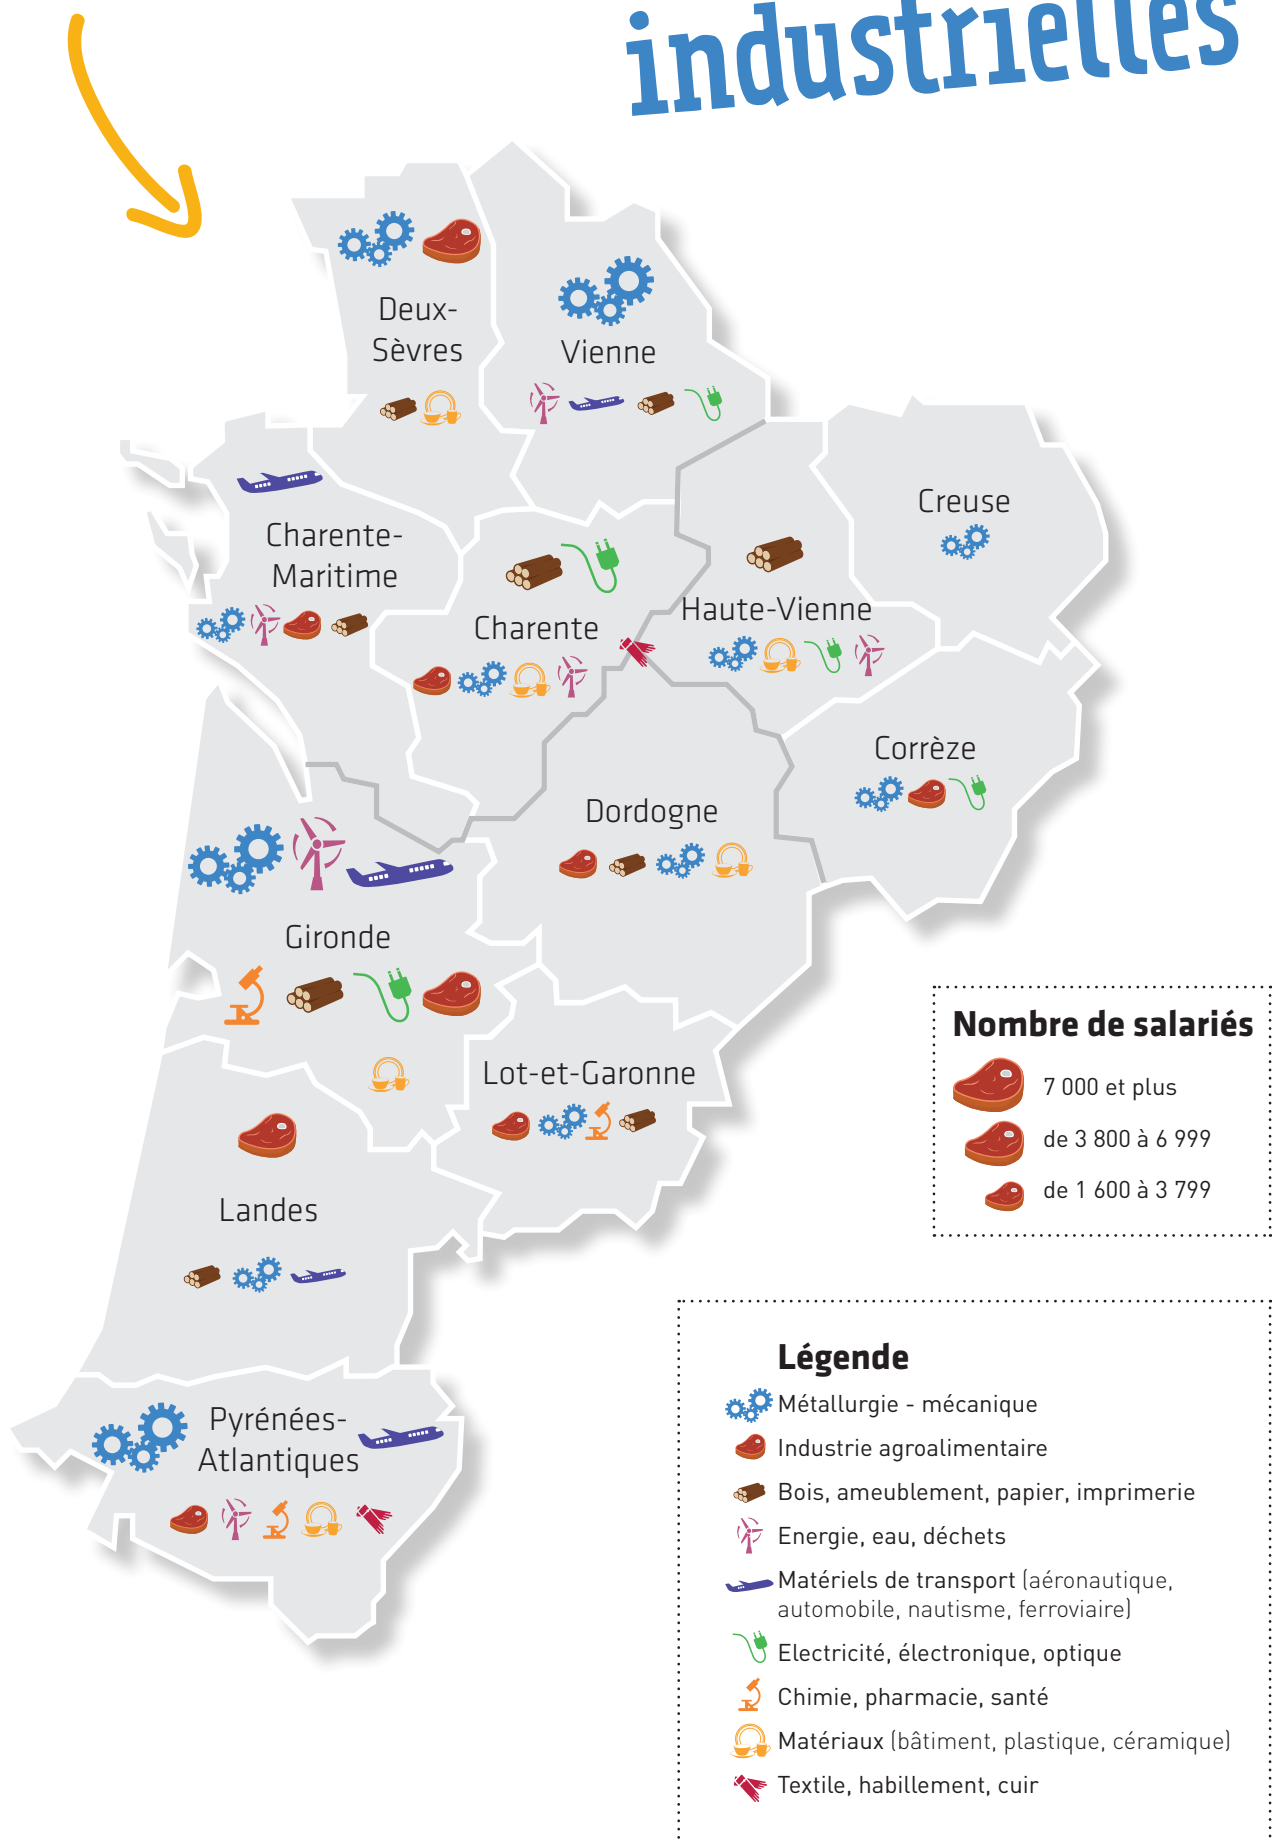 industrielles
Deux-
Sèvres
Vienne
Creuse
Charente-
Maritime
Charente
Haute-Vienne
Corrèze
Dordogne
Gironde
Lot-et-Garonne
Landes
Pyrénées-
Atlantiques
Nombre de salariés
7 000 et plus
de 3 800 à 6 999
de 1 600 à 3 799
Légende
Métallurgie - mécanique
Industrie agroalimentaire
Bois, ameublement, papier, imprimerie
Energie, eau, déchets
Matériels de transport (aéronautique,
automobile, nautisme, ferroviaire)
Electricité, électronique, optique
Chimie, pharmacie, santé
Matériaux (bâtiment, plastique, céramique)
Textile, habillement, cuir